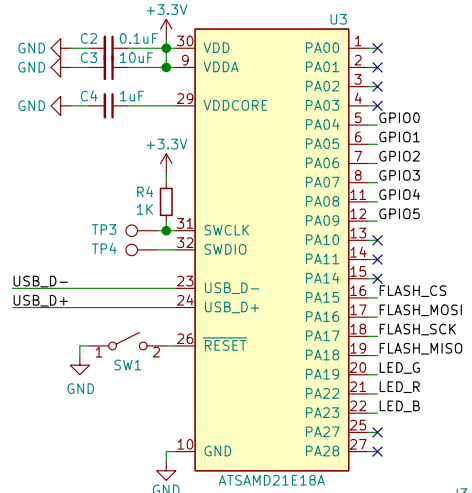 +3.3V
U3
GND C2 0.1uF 30 VDD PA00 1
GND C3 10uF 9 VDDA PA01 2
PA02 3
GND C4 1uF 29 VDDCORE PA03 4
PA04 5 GPIO0
PA05 6 GPIO1
+3.3V PA06 7 GPIO2
PA07 8 GPIO3
R4 1K PA08 11 GPIO4
PA09 12 GPIO5
TP3 31 SWCLK PA10 13
TP4 32 SWDIO PA11 14
PA14 15
USB_D- 23 USB_D- PA15 16 FLASH_CS
USB_D+ 24 USB_D+ PA16 17 FLASH_MOSI
PA17 18 FLASH_SCK
1 SW1 2 26 RESET PA18 19 FLASH_MISO
GND PA19 20 LED_G
PA22 21 LED_R
PA23 22 LED_B
PA27 25
10 GND PA28 27
GND
ATSAMD21E18A